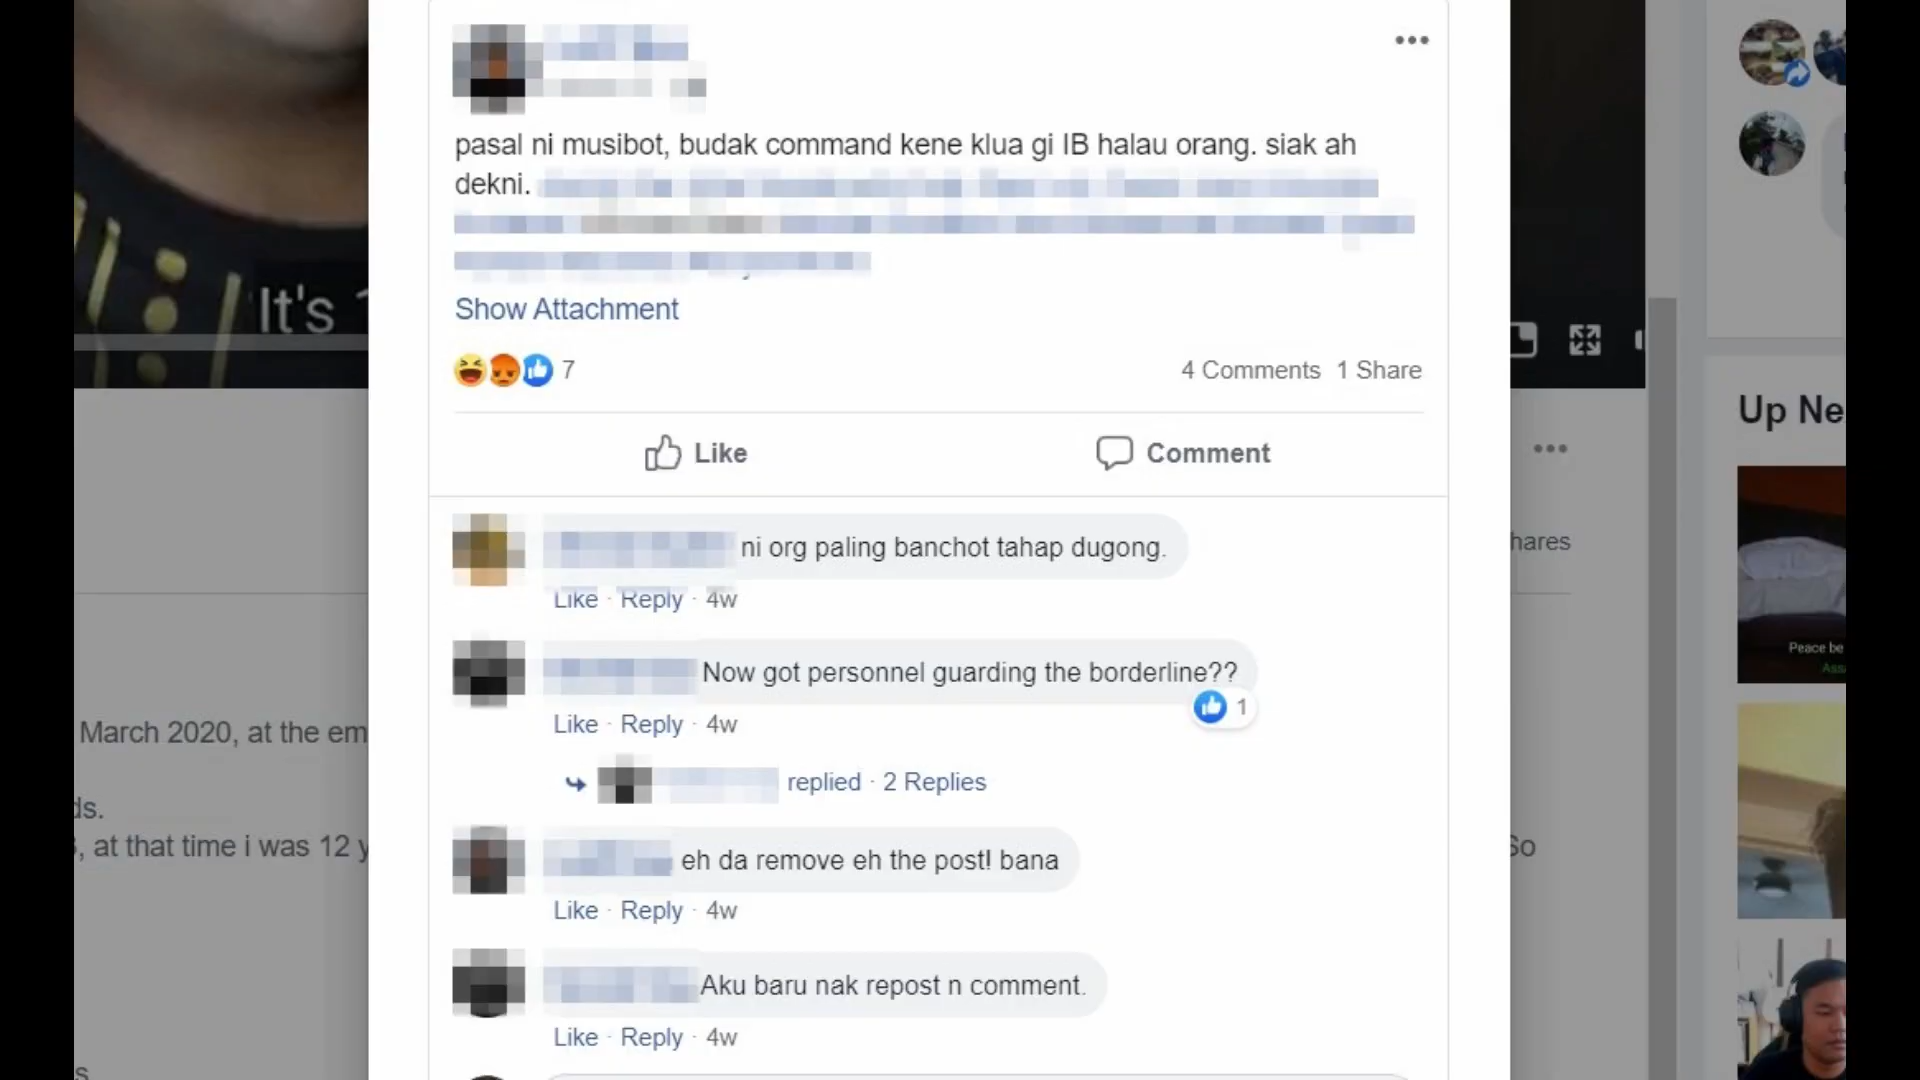 pasal ni musibot, budak command kene klua gi IB halau orang. siak ah
dekni.
Show Attachment
7
4 Comments 1 Share
Like
Comment
ni org paling banchot tahap dugong.
Like · Reply · 4w
Now got personnel guarding the borderline??
1
Like · Reply · 4w
replied · 2 Replies
eh da remove eh the post! bana
Like · Reply · 4w
Aku baru nak repost n comment.
Like · Reply · 4w
It's
March 2020, at the em
ds.
, at that time i was 12 y
s
hares
So
Up Ne
Peace be
Ass